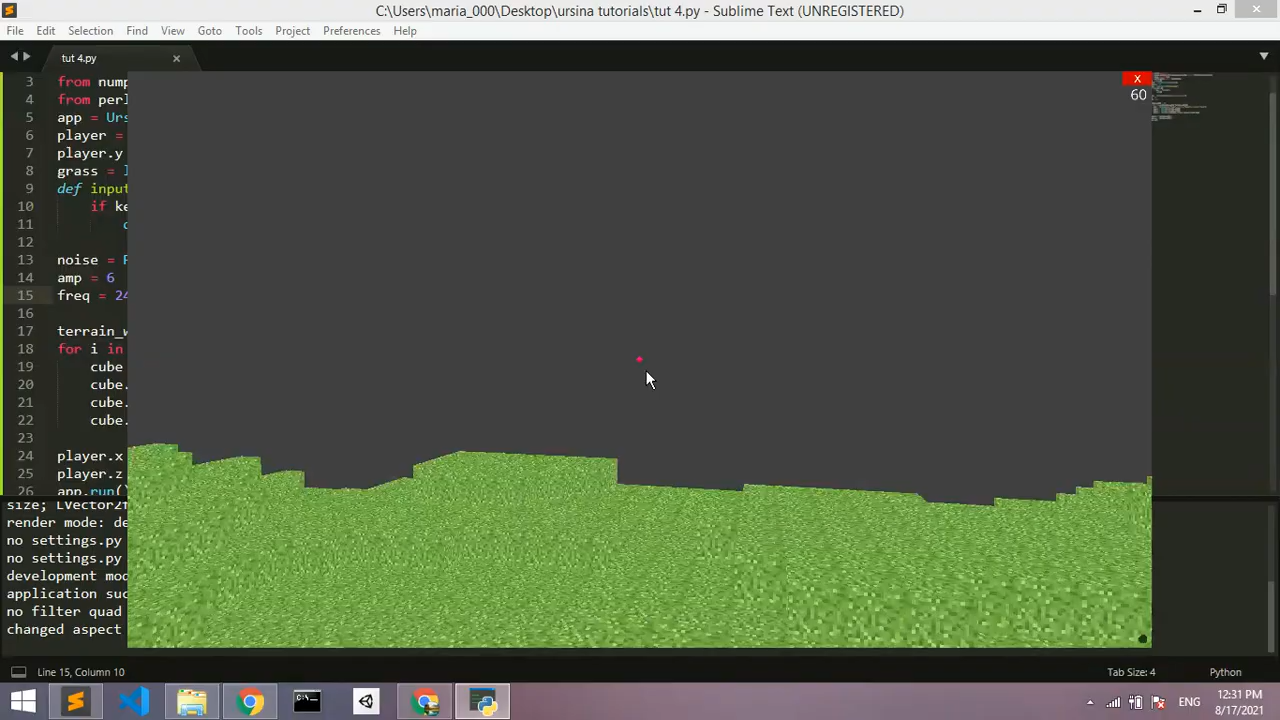 C:\Users\maria_000\Desktop\ursina tutorials\tut 4.py - Sublime Text (UNREGISTERED)
File Edit Selection Find View Goto Tools Project Preferences Help
tut 4.py
3 from nump
4 from perl
5 app = Urs
6 player =
7 player.y
8 grass =
9 def input
10 if ke
11
12
13 noise =
14 amp = 6
15 freq = 24
16
17 terrain_w
18 for i in
19 cube
20 cube.
21 cube.
22 cube.
23
24 player.x
25 player.z
26 app.run()
x
60
size; LVector2f
render mode: de
no settings.py
no settings.py
development mod
application suc
no filter quad
changed aspect
Line 15, Column 10
Tab Size: 4
Python
ENG
12:31 PM
8/17/2021